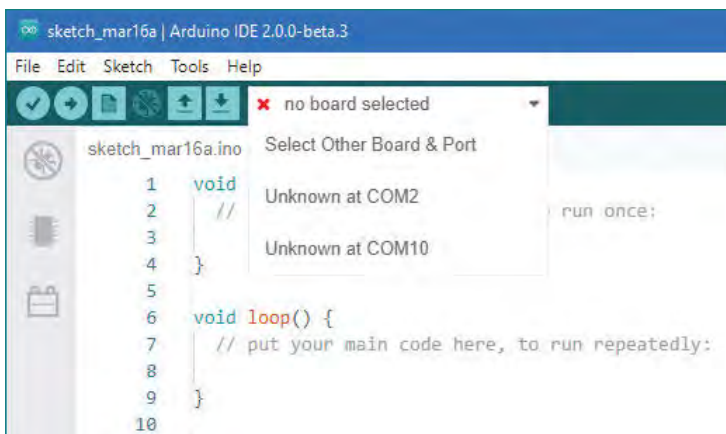 sketch_mar16a | Arduino IDE 2.0.0-beta.3
File Edit Sketch Tools Help
no board selected
Select Other Board & Port
Unknown at COM2
Unknown at COM10
sketch_mar16a.ino
1 void
2 // run once:
3
4 }
5
6 void loop() {
7 // put your main code here, to run repeatedly:
8
9 }
10